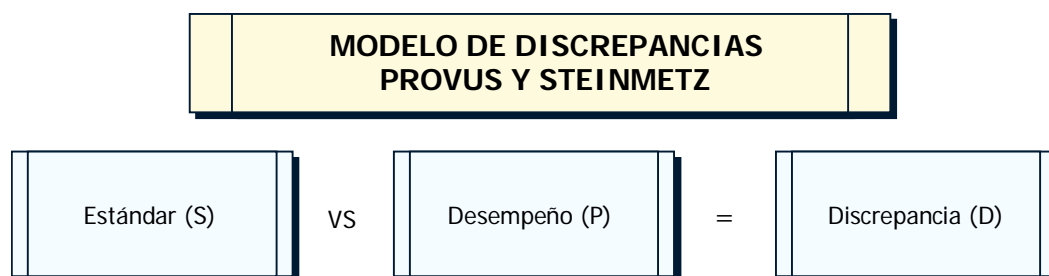 MODELO DE DISCREPANCIAS
PROVUS Y STEINMETZ
Estándar (S) VS Desempeño (P) = Discrepancia (D)